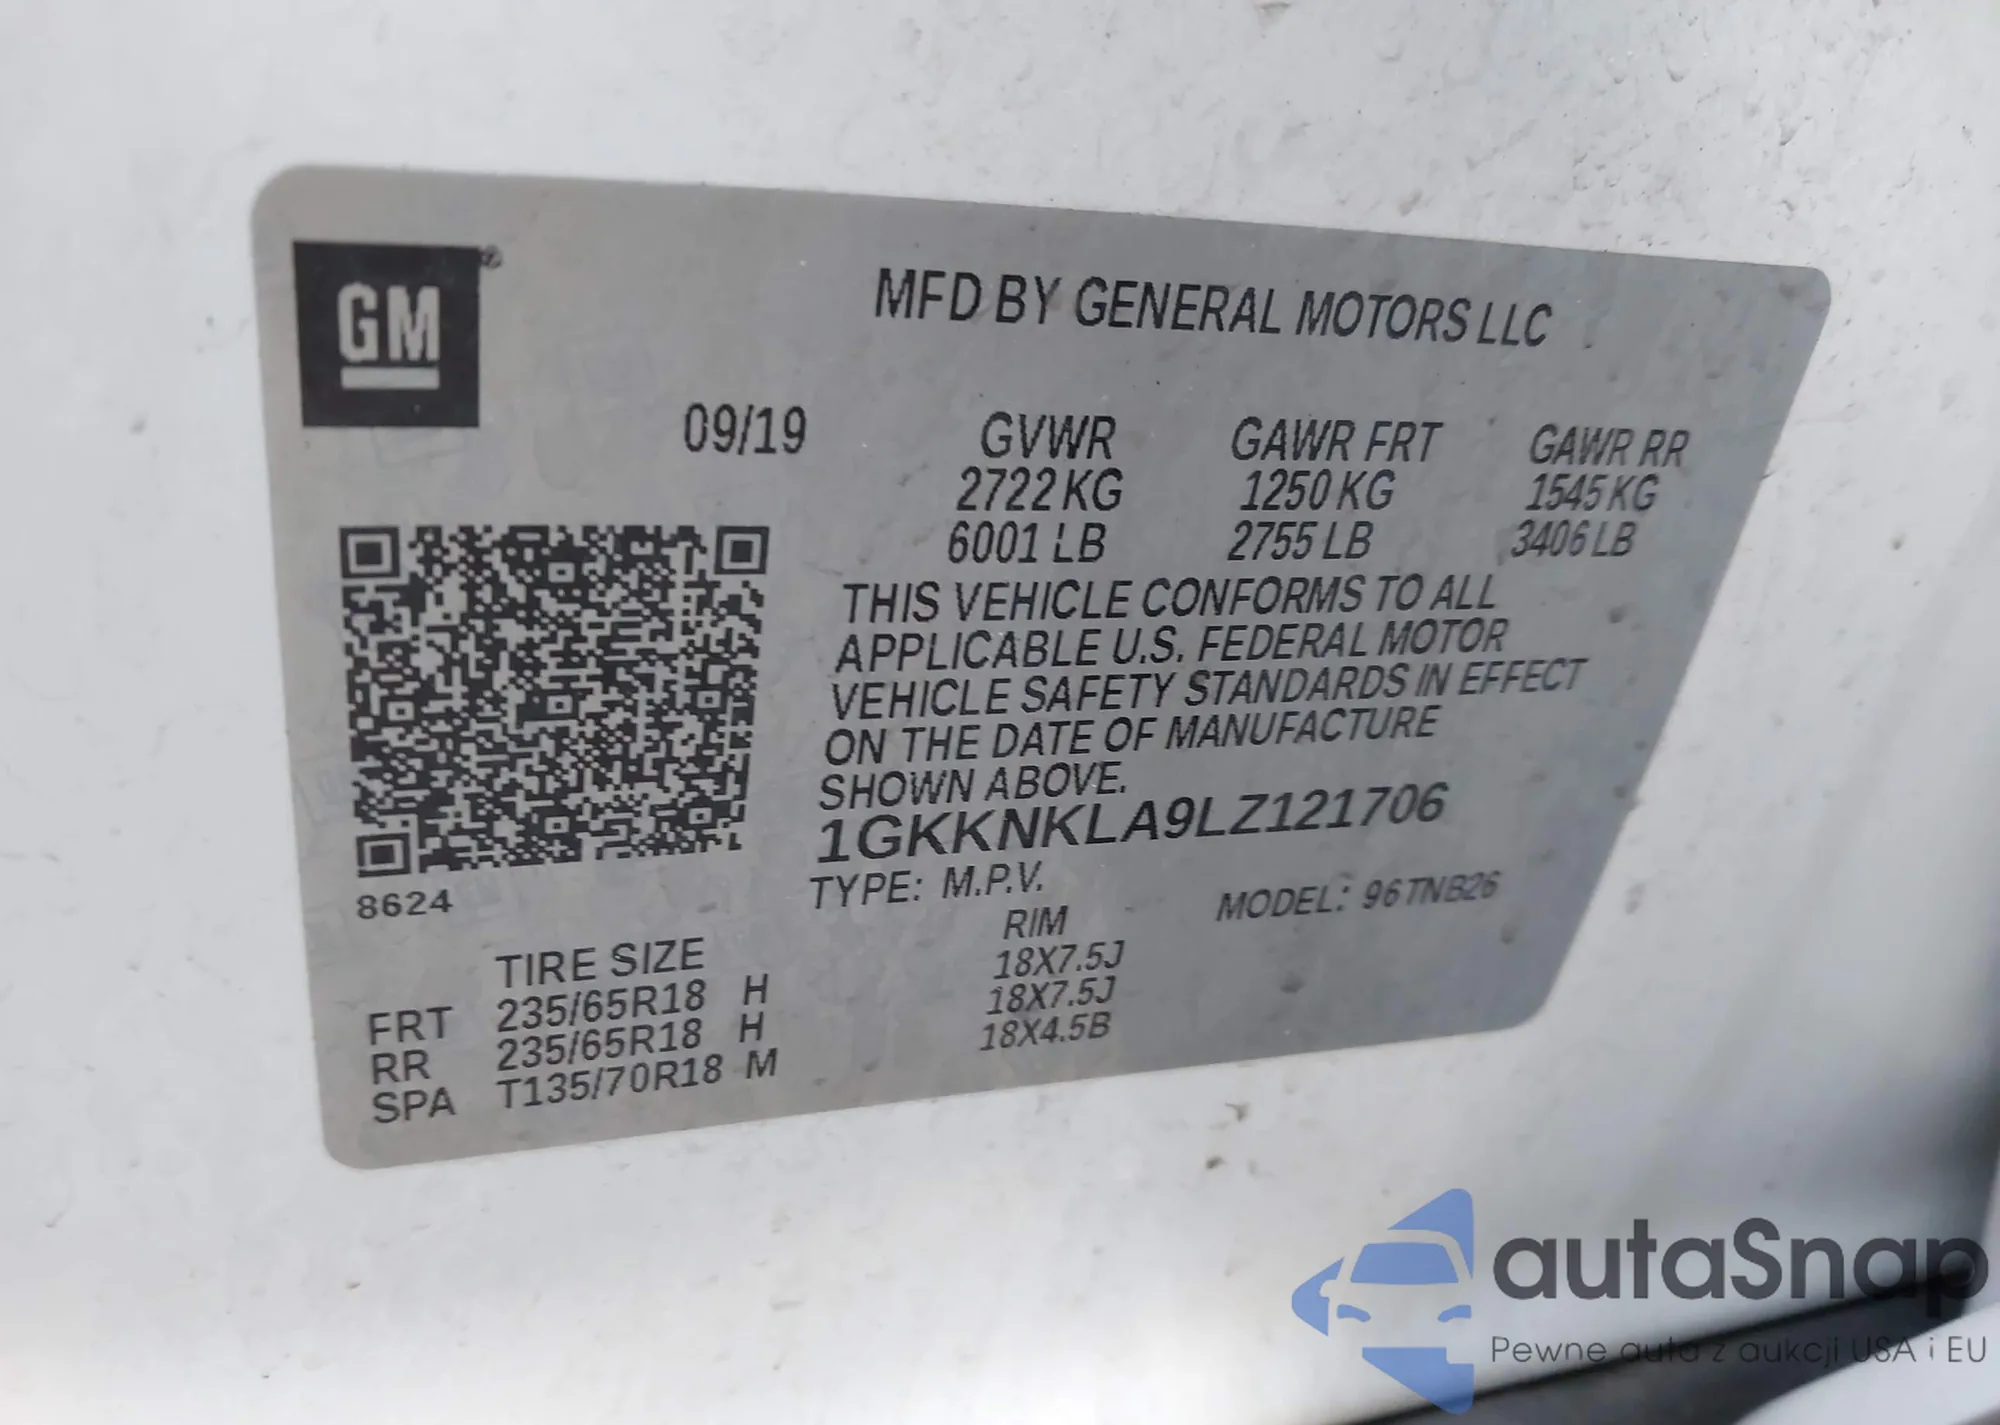 GM
MFD BY GENERAL MOTORS LLC
09/19 GVWR GAWR FRT GAWR RR
2722 KG 1250 KG 1545 KG
6001 LB 2755 LB 3406 LB
THIS VEHICLE CONFORMS TO ALL
APPLICABLE U.S. FEDERAL MOTOR
VEHICLE SAFETY STANDARDS IN EFFECT
ON THE DATE OF MANUFACTURE
SHOWN ABOVE.
1GKKNKLA9LZ121706
TYPE: M.P.V. MODEL: 96TNB26
8624
TIRE SIZE RIM
FRT 235/65R18 H 18X7.5J
RR 235/65R18 H 18X7.5J
SPA T135/70R18 M 18X4.5B
autaSnap
Pewne auta z aukcji USA i EU